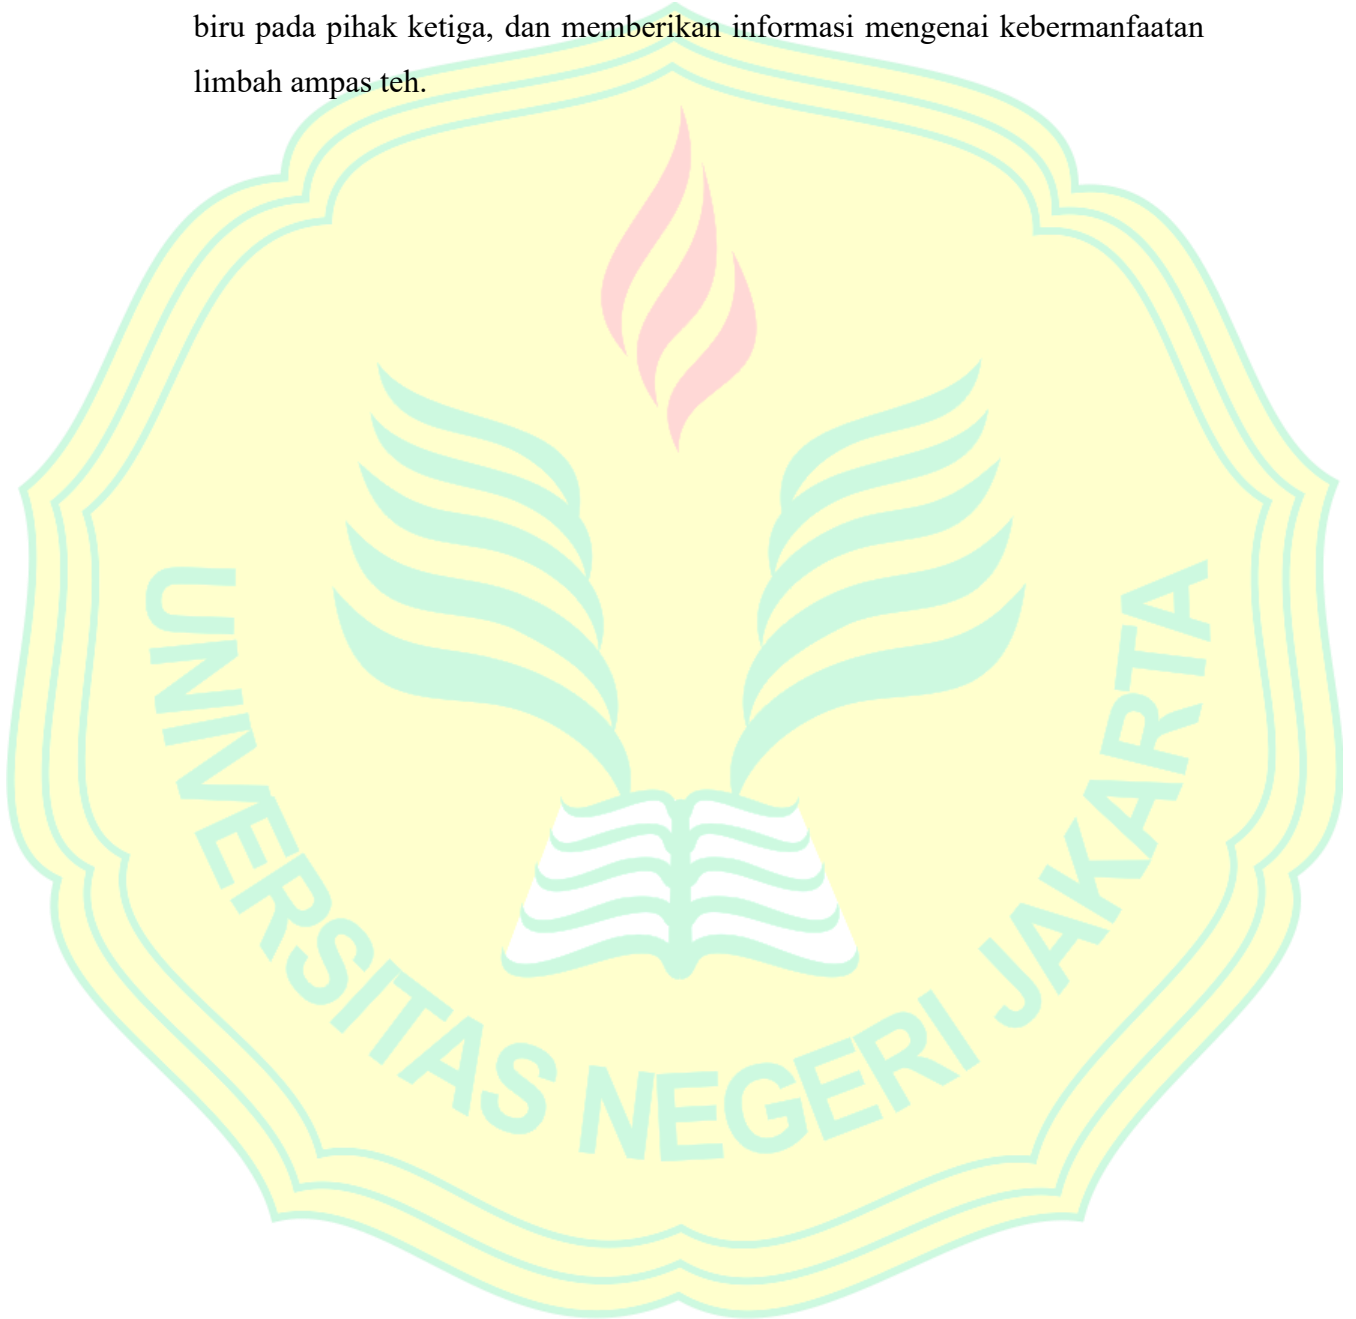 biru pada pihak ketiga, dan memberikan informasi mengenai kebermanfaatan
limbah ampas teh.
UNIVERSITAS NEGERI JAKARTA